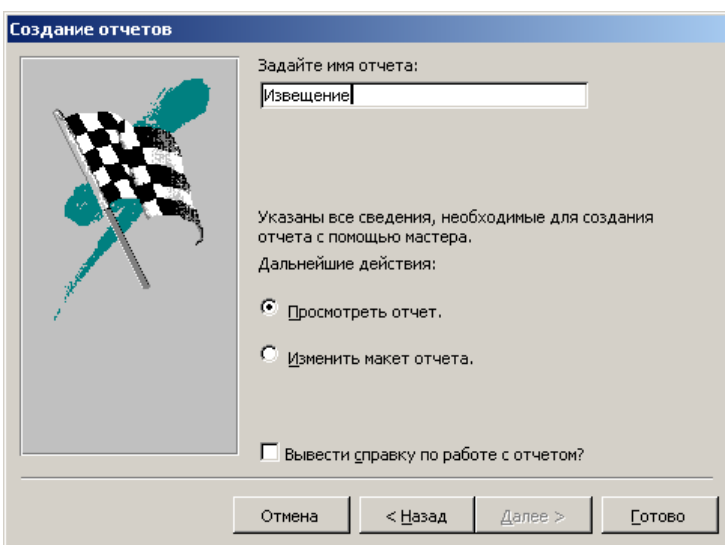 Создание отчетов
Задайте имя отчета:
Извещение
Указаны все сведения, необходимые для создания
отчета с помощью мастера.
Дальнейшие действия:
Просмотреть отчет.
Изменить макет отчета.
Вывести справку по работе с отчетом?
Отмена
< Назад
Далее >
Готово